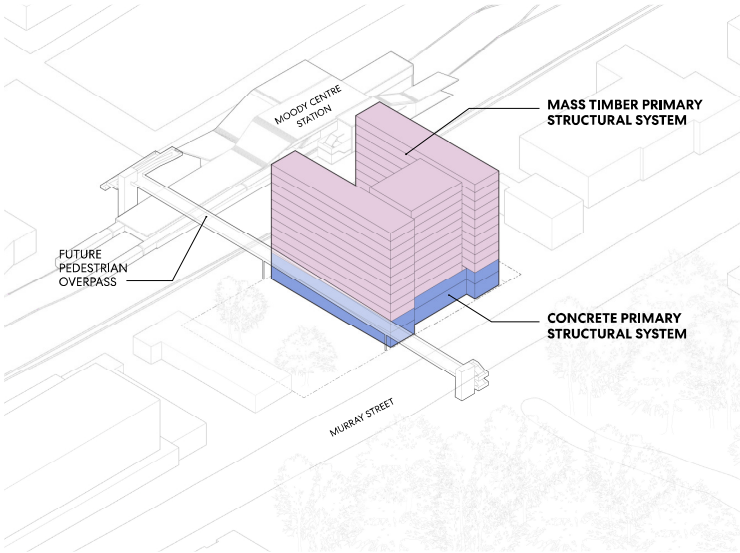 MOODY CENTRE
STATION
MASS TIMBER PRIMARY
STRUCTURAL SYSTEM
FUTURE
PEDESTRIAN
OVERPASS
CONCRETE PRIMARY
STRUCTURAL SYSTEM
MURRAY STREET